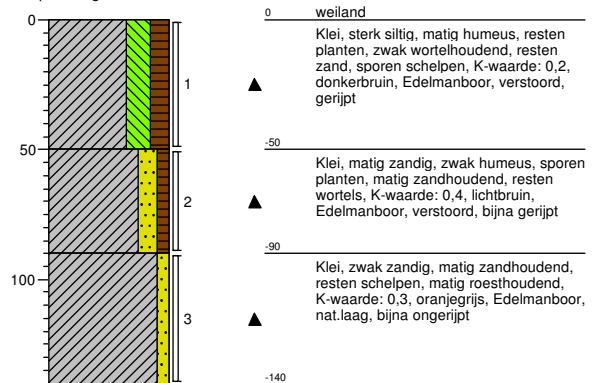 0
0
weiland
Klei, sterk siltig, matig humeus, resten
planten, zwak wortelhoudend, resten
zand, sporen schelpen, K-waarde: 0,2,
donkerbruin, Edelmanboor, verstoord,
gerijpt
1
50
-50
Klei, matig zandig, zwak humeus, sporen
planten, matig zandhoudend, resten
wortels, K-waarde: 0,4, lichtbruin,
Edelmanboor, verstoord, bijna gerijpt
2
-90
Klei, zwak zandig, matig zandhoudend,
resten schelpen, matig roesthoudend,
K-waarde: 0,3, oranjegrijs, Edelmanboor,
nat.laag, bijna ongerijpt
100
3
-140